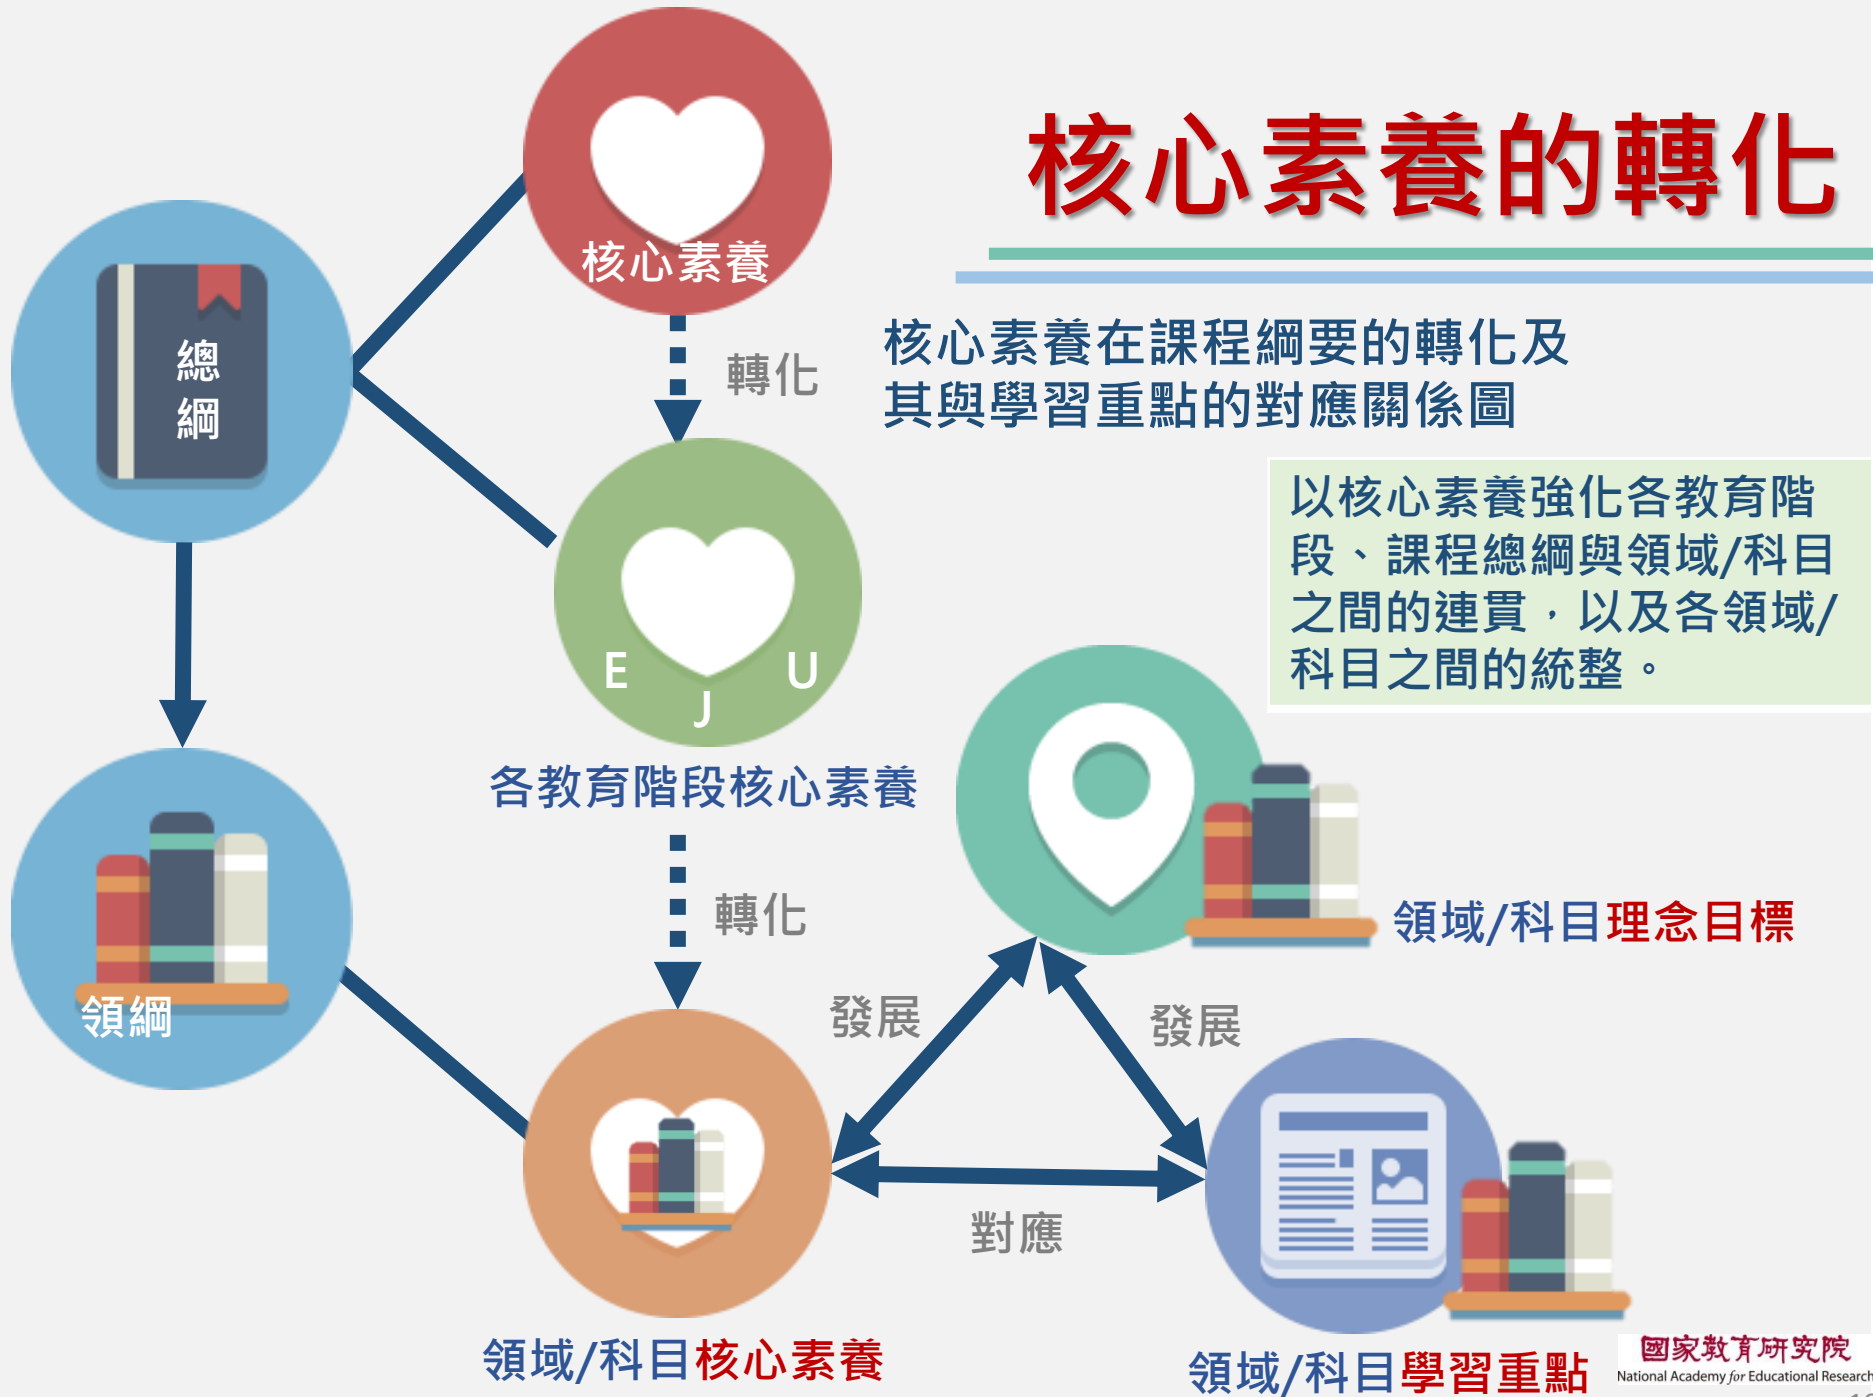 核心素養的轉化
核心素養
總
綱
轉化
核心素養在課程綱要的轉化及
其與學習重點的對應關係圖
以核心素養強化各教育階
段、課程總綱與領域/科目
之間的連貫，以及各領域/
科目之間的統整。
E
J
U
各教育階段核心素養
轉化
領綱
領域/科目理念目標
發展
發展
對應
領域/科目核心素養
領域/科目學習重點
國家教育研究院
National Academy for Educational Research